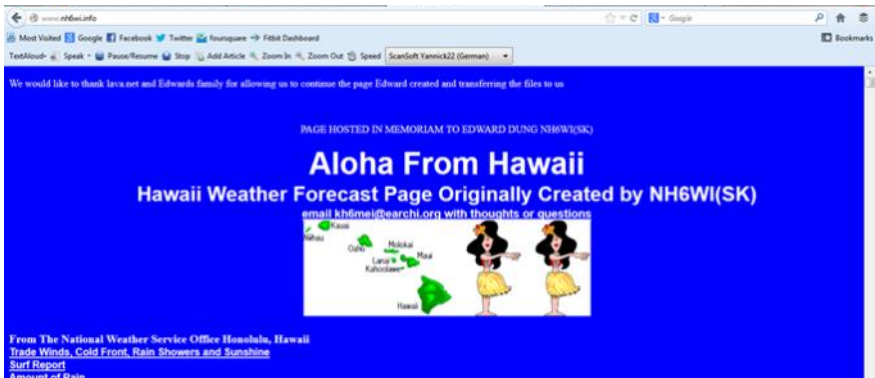 www.nh6wi.info
Google
Most Visited Google Facebook Twitter foursquare Fitbit Dashboard
Bookmarks
TextAloud: Speak Pause/Resume Stop Add Article Zoom In Zoom Out Speed ScanSoft Yannick22 (German)
We would like to thank lava.net and Edwards family for allowing us to continue the page Edward created and transferring the files to us
PAGE HOSTED IN MEMORIAM TO EDWARD DUNG NH6WI(SK)
Aloha From Hawaii
Hawaii Weather Forecast Page Originally Created by NH6WI(SK)
email kh6mei@earchi.org with thoughts or questions
Kauai
Niihau
Oahu
Molokai
Lanai
Maui
Kahoolawe
Hawaii
From The National Weather Service Office Honolulu, Hawaii
Trade Winds, Cold Front, Rain Showers and Sunshine
Surf Report
Amount of Rain